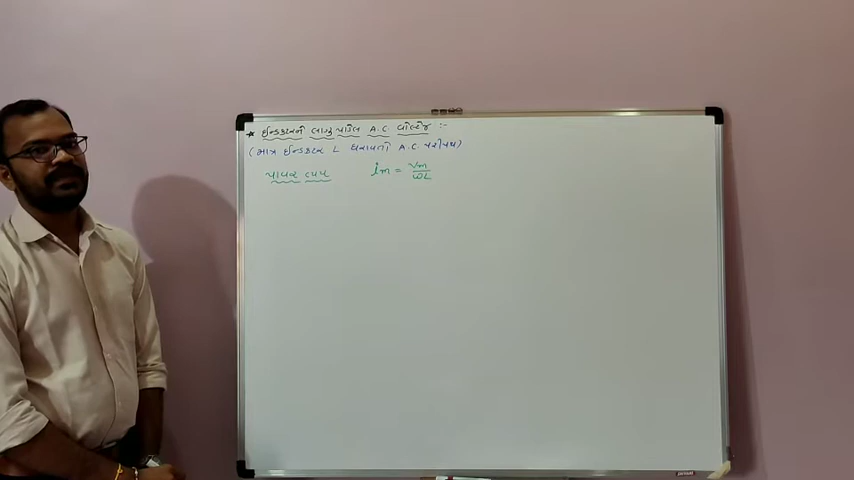 * ઈન્ડક્ટરને લાગુ પાડેલ A.C. વોલ્ટેજ :-
(માત્ર ઈન્ડક્ટર L ધરાવતો A.C. પરીપથ)
પાવર વ્યય im = Vm/ωL